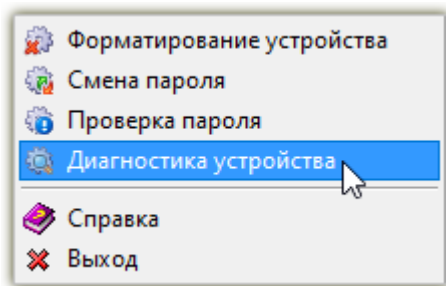 Форматирование устройства
Смена пароля
Проверка пароля
Диагностика устройства
Справка
Выход